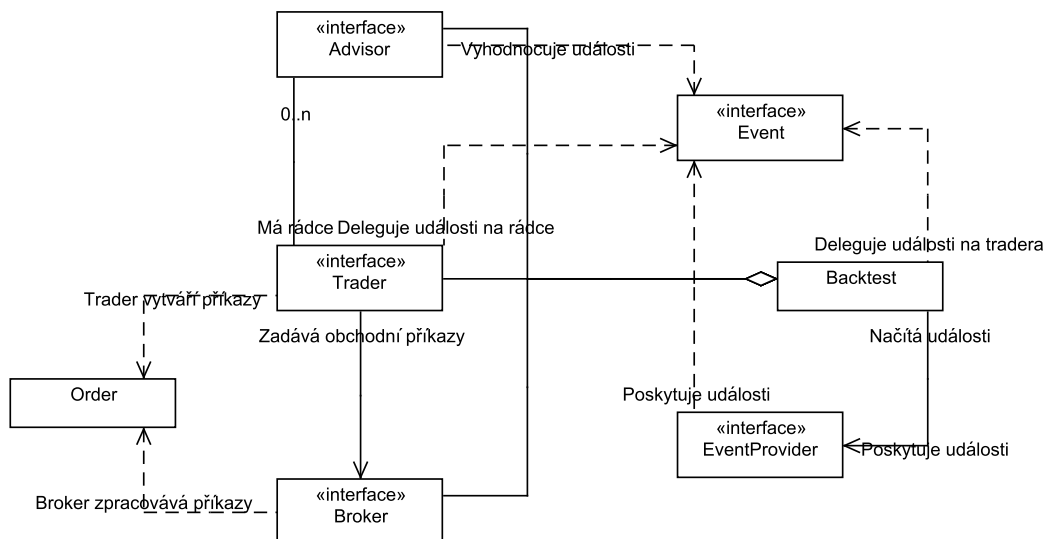 «interface»
Advisor
Vyhodnocuje události
«interface»
Event
0..n
Má rádce
Deleguje události na rádce
Deleguje události na tradera
«interface»
Trader
Backtest
Trader vytváří příkazy
Zadává obchodní příkazy
Načítá události
Order
Poskytuje události
«interface»
EventProvider
Poskytuje události
«interface»
Broker
Broker zpracovává příkazy